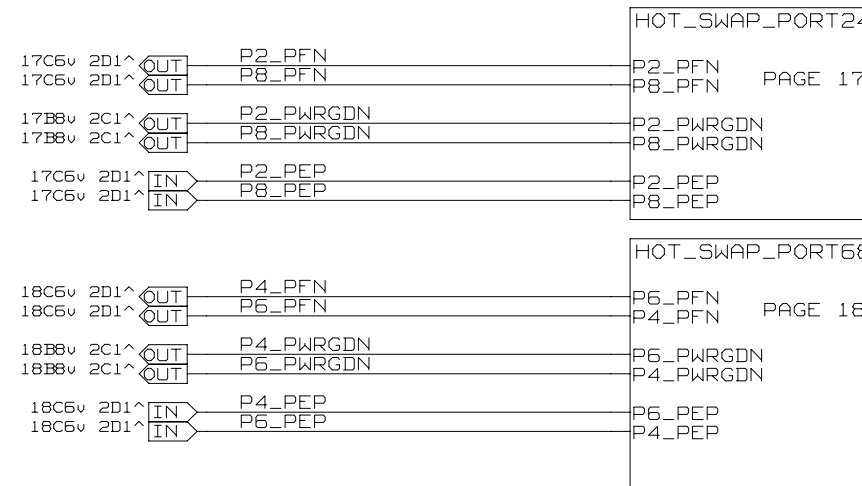 HOT_SWAP_PORT24
17C6v 2D1^ OUT P2_PFN P2_PFN PAGE 17
17C6v 2D1^ OUT P8_PFN P8_PFN
17B8v 2C1^ OUT P2_PWRGDN P2_PWRGDN
17B8v 2C1^ OUT P8_PWRGDN P8_PWRGDN
17C6v 2D1^ IN P2_PEP P2_PEP
17C6v 2D1^ IN P8_PEP P8_PEP
HOT_SWAP_PORT68
18C6v 2D1^ OUT P4_PFN P6_PFN PAGE 18
18C6v 2D1^ OUT P6_PFN P4_PFN
18B8v 2C1^ OUT P4_PWRGDN P6_PWRGDN
18B8v 2C1^ OUT P6_PWRGDN P4_PWRGDN
18C6v 2D1^ IN P4_PEP P6_PEP
18C6v 2D1^ IN P6_PEP P4_PEP